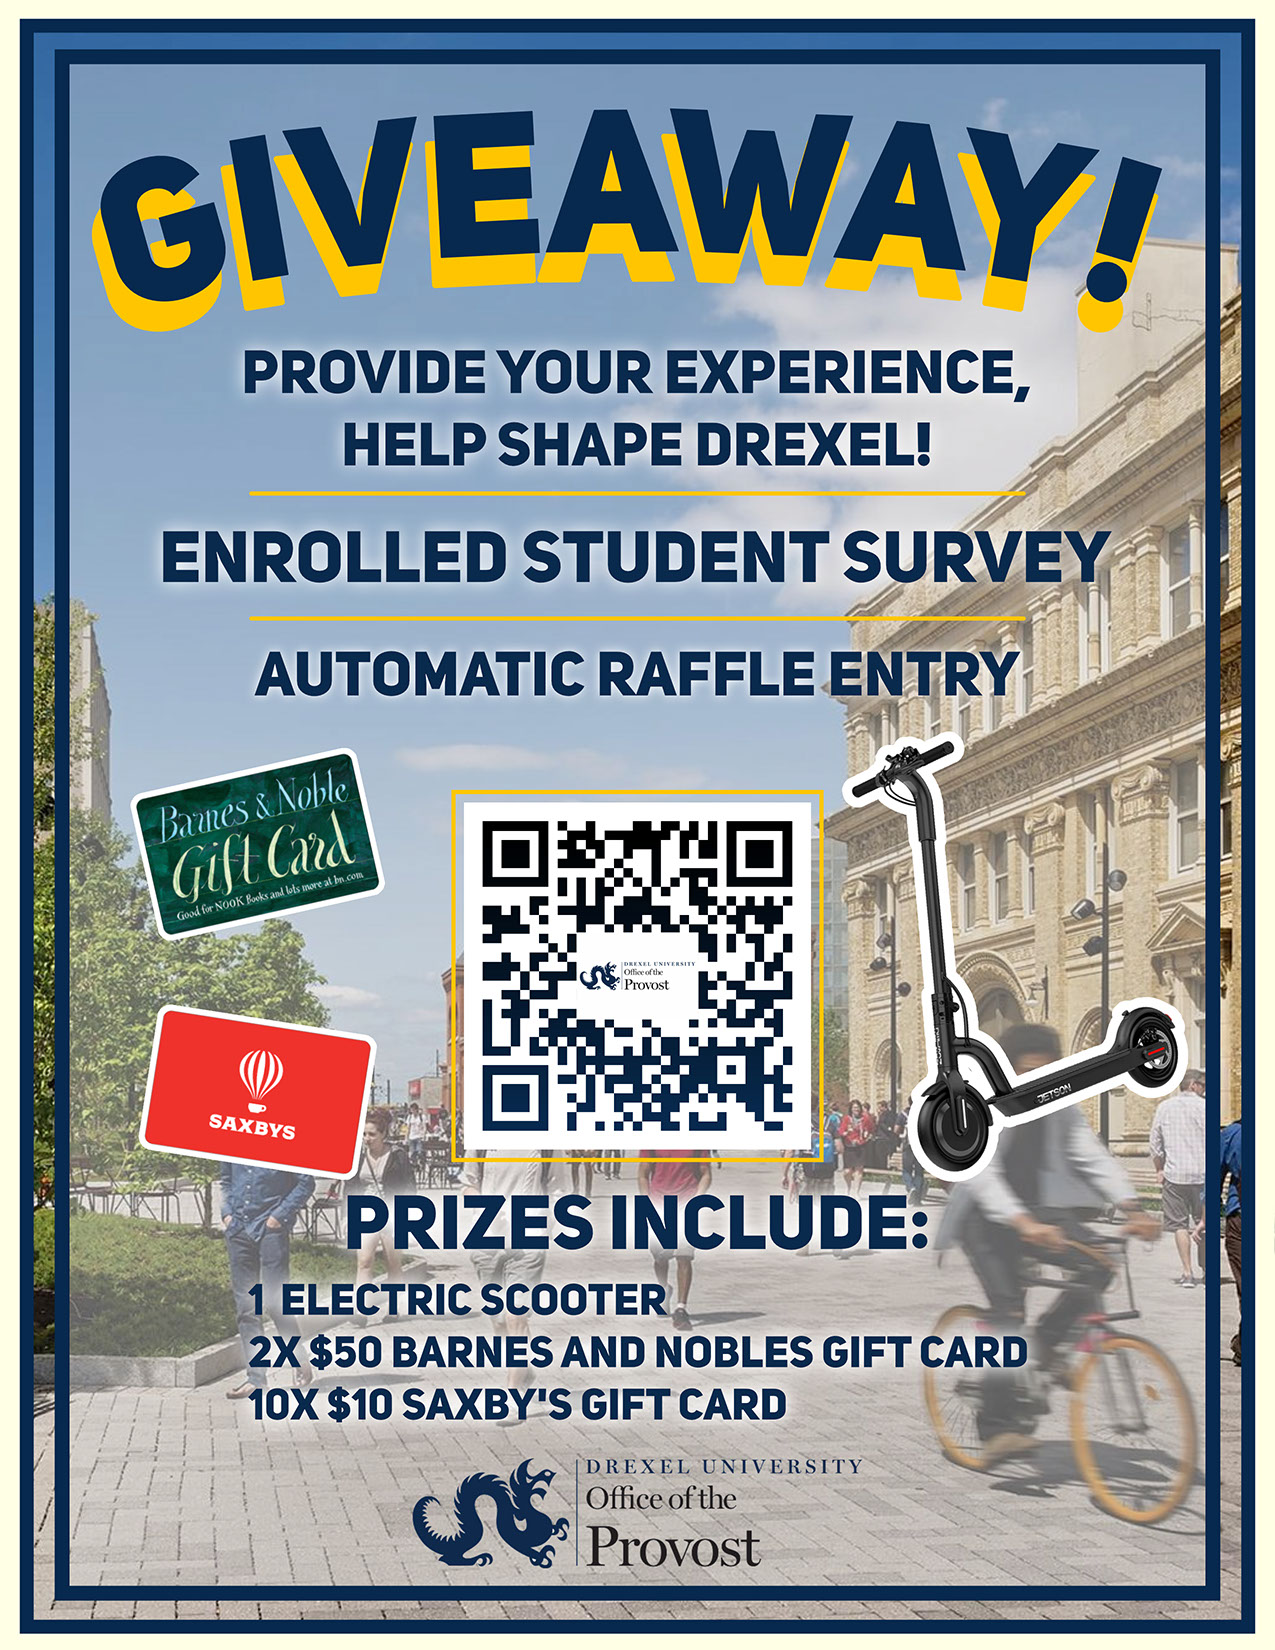 GIVEAWAY!
PROVIDE YOUR EXPERIENCE,
HELP SHAPE DREXEL!
ENROLLED STUDENT SURVEY
AUTOMATIC RAFFLE ENTRY
Barnes & Noble
Gift Card
Good for NOOK Books and lots more at bn.com
SAXBYS
DREXEL UNIVERSITY
Office of the
Provost
JETSON
JETSON
PRIZES INCLUDE:
1 ELECTRIC SCOOTER
2X $50 BARNES AND NOBLES GIFT CARD
10X $10 SAXBY'S GIFT CARD
DREXEL UNIVERSITY
Office of the
Provost